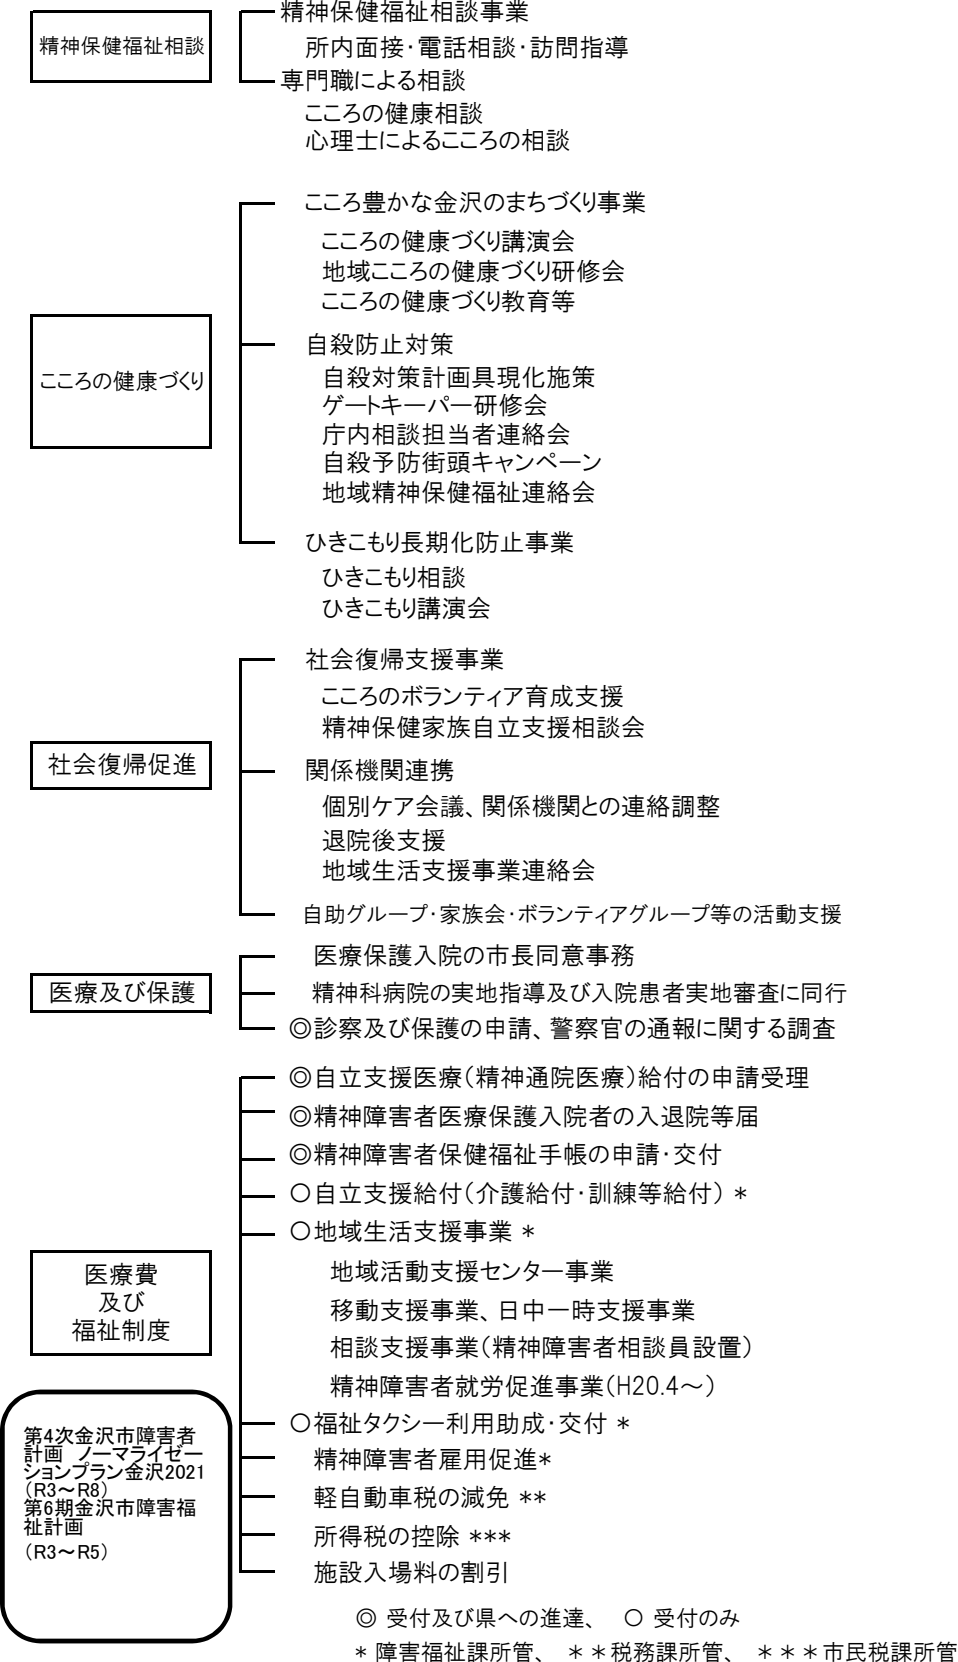 精神保健福祉相談
精神保健福祉相談事業
所内面接・電話相談・訪問指導
専門職による相談
こころの健康相談
心理士によるこころの相談
こころの健康づくり
こころ豊かな金沢のまちづくり事業
こころの健康づくり講演会
地域こころの健康づくり研修会
こころの健康づくり教育等
自殺防止対策
自殺対策計画具現化施策
ゲートキーパー研修会
庁内相談担当者連絡会
自殺予防街頭キャンペーン
地域精神保健福祉連絡会
ひきこもり長期化防止事業
ひきこもり相談
ひきこもり講演会
社会復帰促進
社会復帰支援事業
こころのボランティア育成支援
精神保健家族自立支援相談会
関係機関連携
個別ケア会議、関係機関との連絡調整
退院後支援
地域生活支援事業連絡会
自助グループ・家族会・ボランティアグループ等の活動支援
医療及び保護
医療保護入院の市長同意事務
精神科病院の実地指導及び入院患者実地審査に同行
◎診察及び保護の申請、警察官の通報に関する調査
医療費
及び
福祉制度
◎自立支援医療（精神通院医療）給付の申請受理
◎精神障害者医療保護入院者の入退院等届
◎精神障害者保健福祉手帳の申請・交付
○自立支援給付（介護給付・訓練等給付） *
○地域生活支援事業 *
地域活動支援センター事業
移動支援事業、日中一時支援事業
相談支援事業（精神障害者相談員設置）
精神障害者就労促進事業（H20.4～）
○福祉タクシー利用助成・交付 *
精神障害者雇用促進*
軽自動車税の減免 **
所得税の控除 ***
施設入場料の割引
第4次金沢市障害者
計画　ノーマライゼー
ションプラン金沢2021
（R3～R8）
第6期金沢市障害福
祉計画
（R3～R5）
◎ 受付及び県への進達、　○ 受付のみ
* 障害福祉課所管、　＊＊税務課所管、　＊＊＊市民税課所管